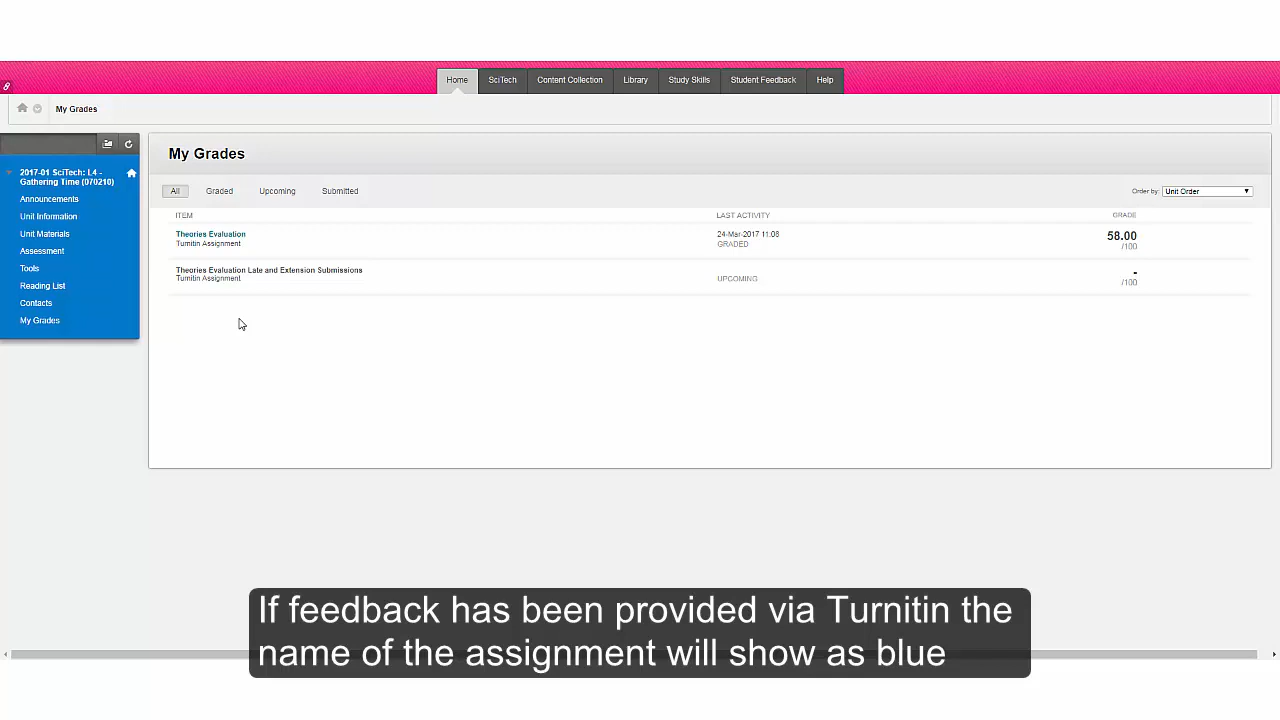 Home SciTech Content Collection Library Study Skills Student Feedback Help
My Grades
2017-01 SciTech: L4 -
Gathering Time (070210)
Announcements
Unit Information
Unit Materials
Assessment
Tools
Reading List
Contacts
My Grades
My Grades
All Graded Upcoming Submitted
Order by: Unit Order
ITEM LAST ACTIVITY GRADE
Theories Evaluation 24-Mar-2017 11:08 58.00
Turnitin Assignment GRADED /100
Theories Evaluation Late and Extension Submissions -
Turnitin Assignment UPCOMING /100
If feedback has been provided via Turnitin the
name of the assignment will show as blue